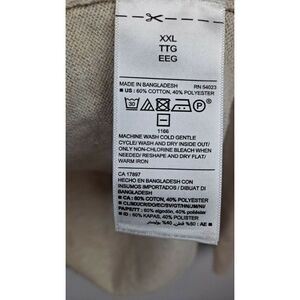 XXL
TTG
EEG
MADE IN BANGLADESH RN 54023
■ US : 60% COTTON, 40% POLYESTER
30
1166
MACHINE WASH COLD GENTLE
CYCLE/ WASH AND DRY INSIDE OUT/
ONLY NON-CHLORINE BLEACH WHEN
NEEDED/ RESHAPE AND DRY FLAT/
WARM IRON
CA 17897
HECHO EN BANGLADESH CON
INSUMOS IMPORTADOS / DIBUAT DI
BANGLADESH
■ CA : 60% COTON, 40% POLYESTER
60% algodón, 40% poliéster
■ ID: 60% KAPAS, 40% POLISTER